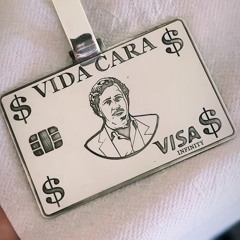 $ VIDA CARA $
VISA
INFINITY
$ $